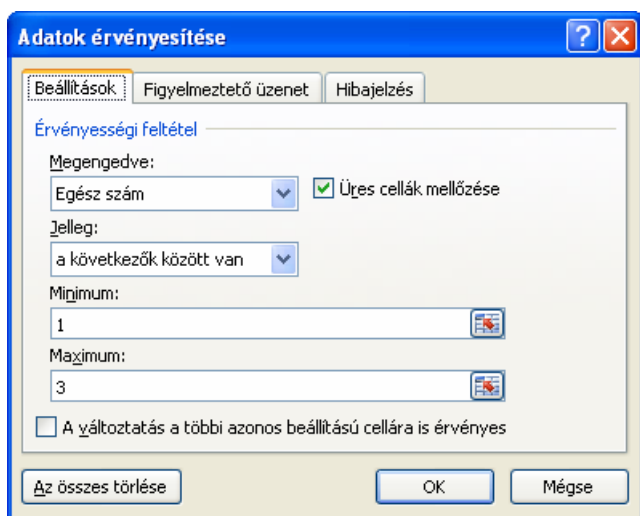 Adatok érvényesítése
Beállítások Figyelmeztető üzenet Hibajelzés
Érvényességi feltétel
Megengedve:
Egész szám Üres cellák mellőzése
Jelleg:
a következők között van
Minimum:
1
Maximum:
3
A változtatás a többi azonos beállítású cellára is érvényes
Az összes törlése OK Mégse